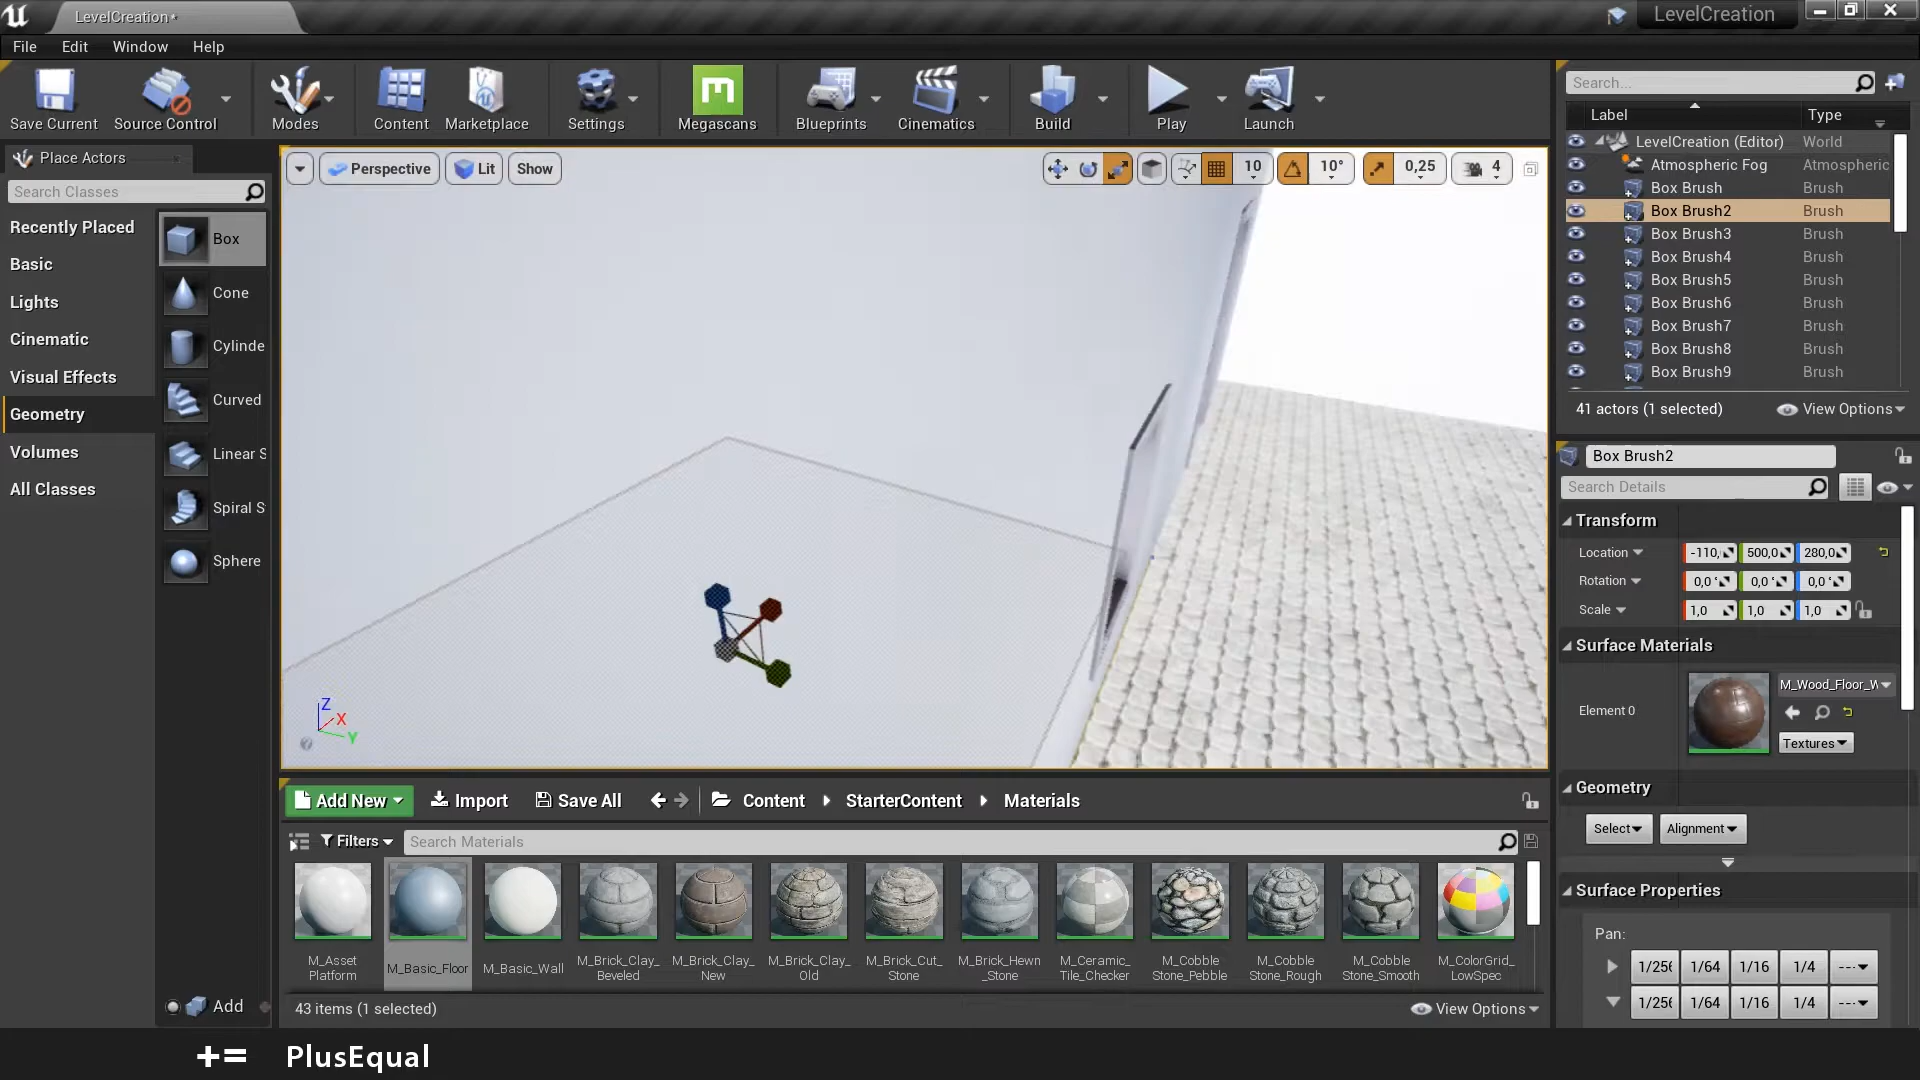 LevelCreation*
LevelCreation
File Edit Window Help
Save Current Source Control Modes Content Marketplace Settings Megascans Blueprints Cinematics Build Play Launch
Place Actors
Search Classes
Recently Placed
Basic
Lights
Cinematic
Visual Effects
Geometry
Volumes
All Classes
Box
Cone
Cylinde
Curved
Linear S
Spiral S
Sphere
Add
Perspective Lit Show
10 10° 0,25 4
Z
X
Y
Search...
Label Type
LevelCreation (Editor) World
Atmospheric Fog Atmospheric
Box Brush Brush
Box Brush2 Brush
Box Brush3 Brush
Box Brush4 Brush
Box Brush5 Brush
Box Brush6 Brush
Box Brush7 Brush
Box Brush8 Brush
Box Brush9 Brush
41 actors (1 selected) View Options
Box Brush2
Search Details
Transform
Location -110, 500,0 280,0
Rotation 0,0 ° 0,0 ° 0,0 °
Scale 1,0 1,0 1,0
Surface Materials
Element 0
M_Wood_Floor_W
Textures
Geometry
Select Alignment
Surface Properties
Pan:
1/256 1/64 1/16 1/4 ---
1/256 1/64 1/16 1/4 ---
Add New Import Save All Content StarterContent Materials
Filters Search Materials
M_Asset
Platform
M_Basic_Floor
M_Basic_Wall
M_Brick_Clay_
Beveled
M_Brick_Clay_
New
M_Brick_Clay_
Old
M_Brick_Cut_
Stone
M_Brick_Hewn
_Stone
M_Ceramic_
Tile_Checker
M_Cobble
Stone_Pebble
M_Cobble
Stone_Rough
M_Cobble
Stone_Smooth
M_ColorGrid_
LowSpec
43 items (1 selected) View Options
+= PlusEqual